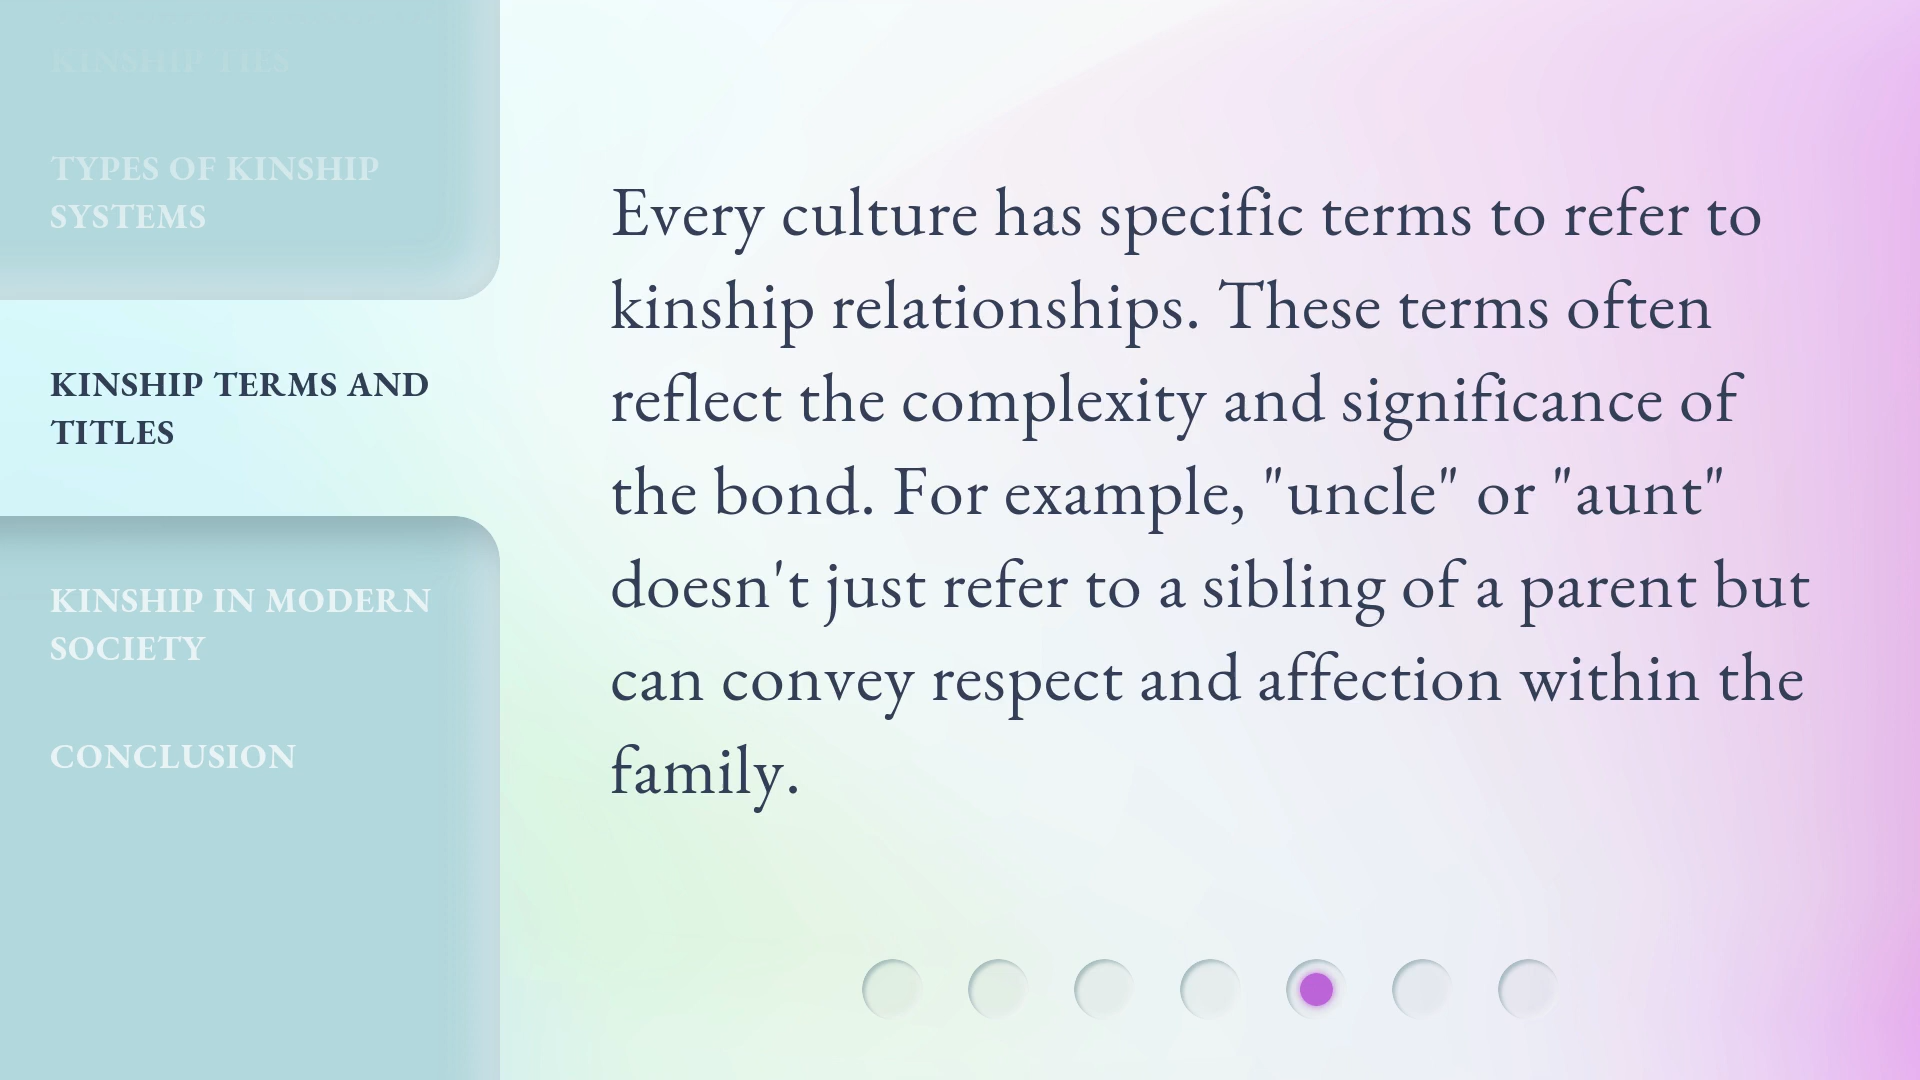 KINSHIP TIES
TYPES OF KINSHIP
SYSTEMS
KINSHIP TERMS AND
TITLES
KINSHIP IN MODERN
SOCIETY
CONCLUSION
Every culture has specific terms to refer to
kinship relationships. These terms often
reflect the complexity and significance of
the bond. For example, "uncle" or "aunt"
doesn't just refer to a sibling of a parent but
can convey respect and affection within the
family.